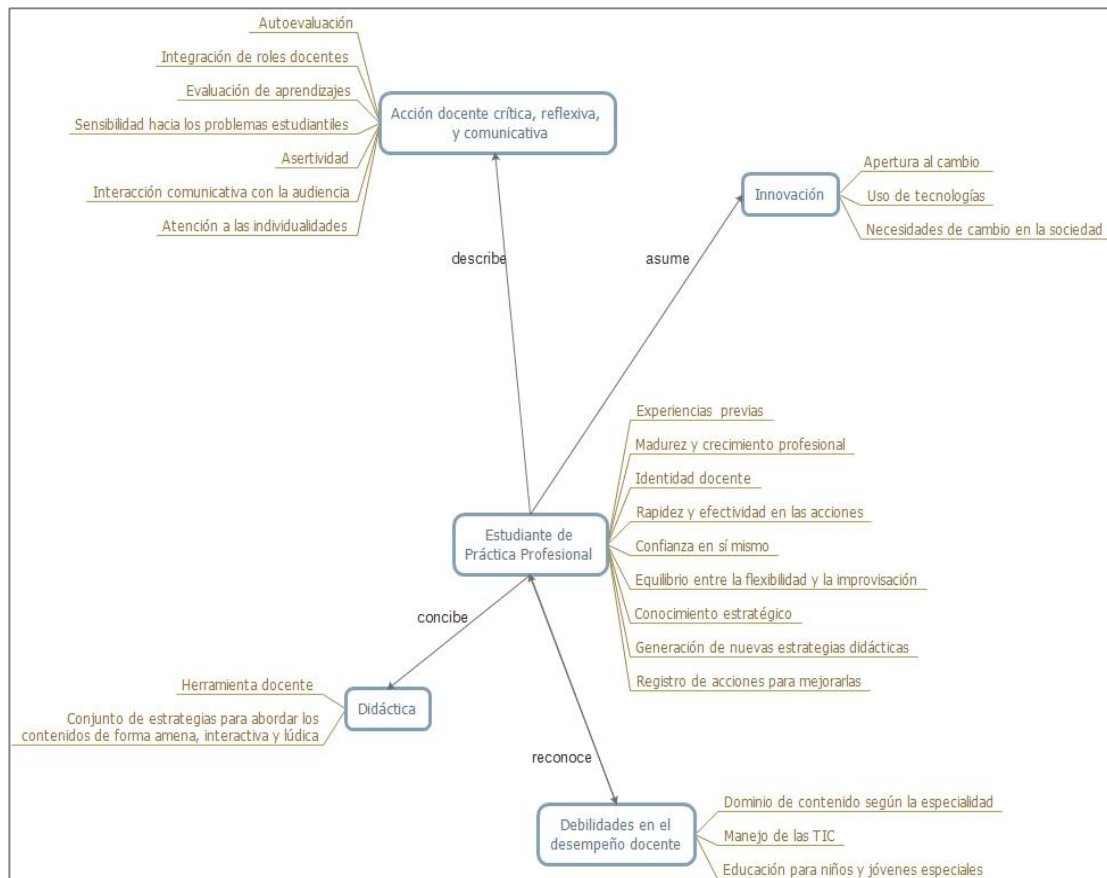 Autoevaluación
Integración de roles docentes
Evaluación de aprendizajes
Sensibilidad hacia los problemas estudiantiles
Asertividad
Interacción comunicativa con la audiencia
Atención a las individualidades
Acción docente crítica, reflexiva,
y comunicativa
Apertura al cambio
Innovación
Uso de tecnologías
Necesidades de cambio en la sociedad
describe
asume
Experiencias previas
Madurez y crecimiento profesional
Identidad docente
Rapidez y efectividad en las acciones
Confianza en sí mismo
Equilibrio entre la flexibilidad y la improvisación
Conocimiento estratégico
Generación de nuevas estrategias didácticas
Registro de acciones para mejorarlas
Estudiante de
Práctica Profesional
concibe
Herramienta docente
Conjunto de estrategias para abordar los
contenidos de forma amena, interactiva y lúdica
Didáctica
reconoce
Debilidades en el
desempeño docente
Dominio de contenido según la especialidad
Manejo de las TIC
Educación para niños y jóvenes especiales